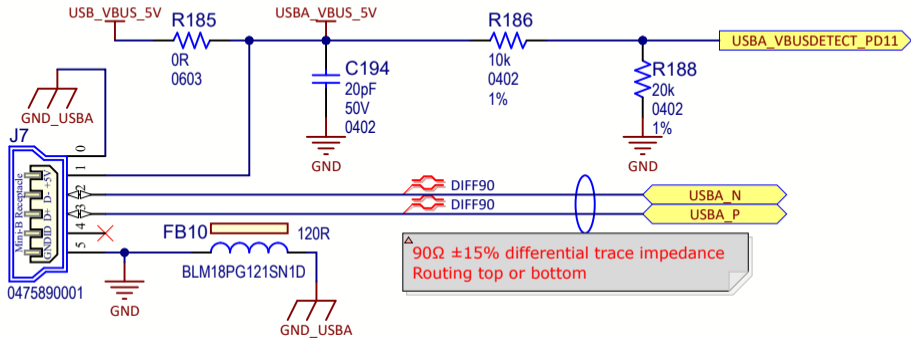 USB_VBUS_5V
USBA_VBUS_5V
R185
0R
0603
R186
10k
0402
1%
USBA_VBUSDETECT_PD11
C194
20pF
50V
0402
R188
20k
0402
1%
GND_USBA
GND
GND
J7
0
1
2
3
4
5
Mini-B Receptacle
+5V
D-
D+
ID
GND
0475890001
DIFF90
DIFF90
USBA_N
USBA_P
FB10
120R
BLM18PG121SN1D
GND
GND_USBA
90Ω ±15% differential trace impedance
Routing top or bottom